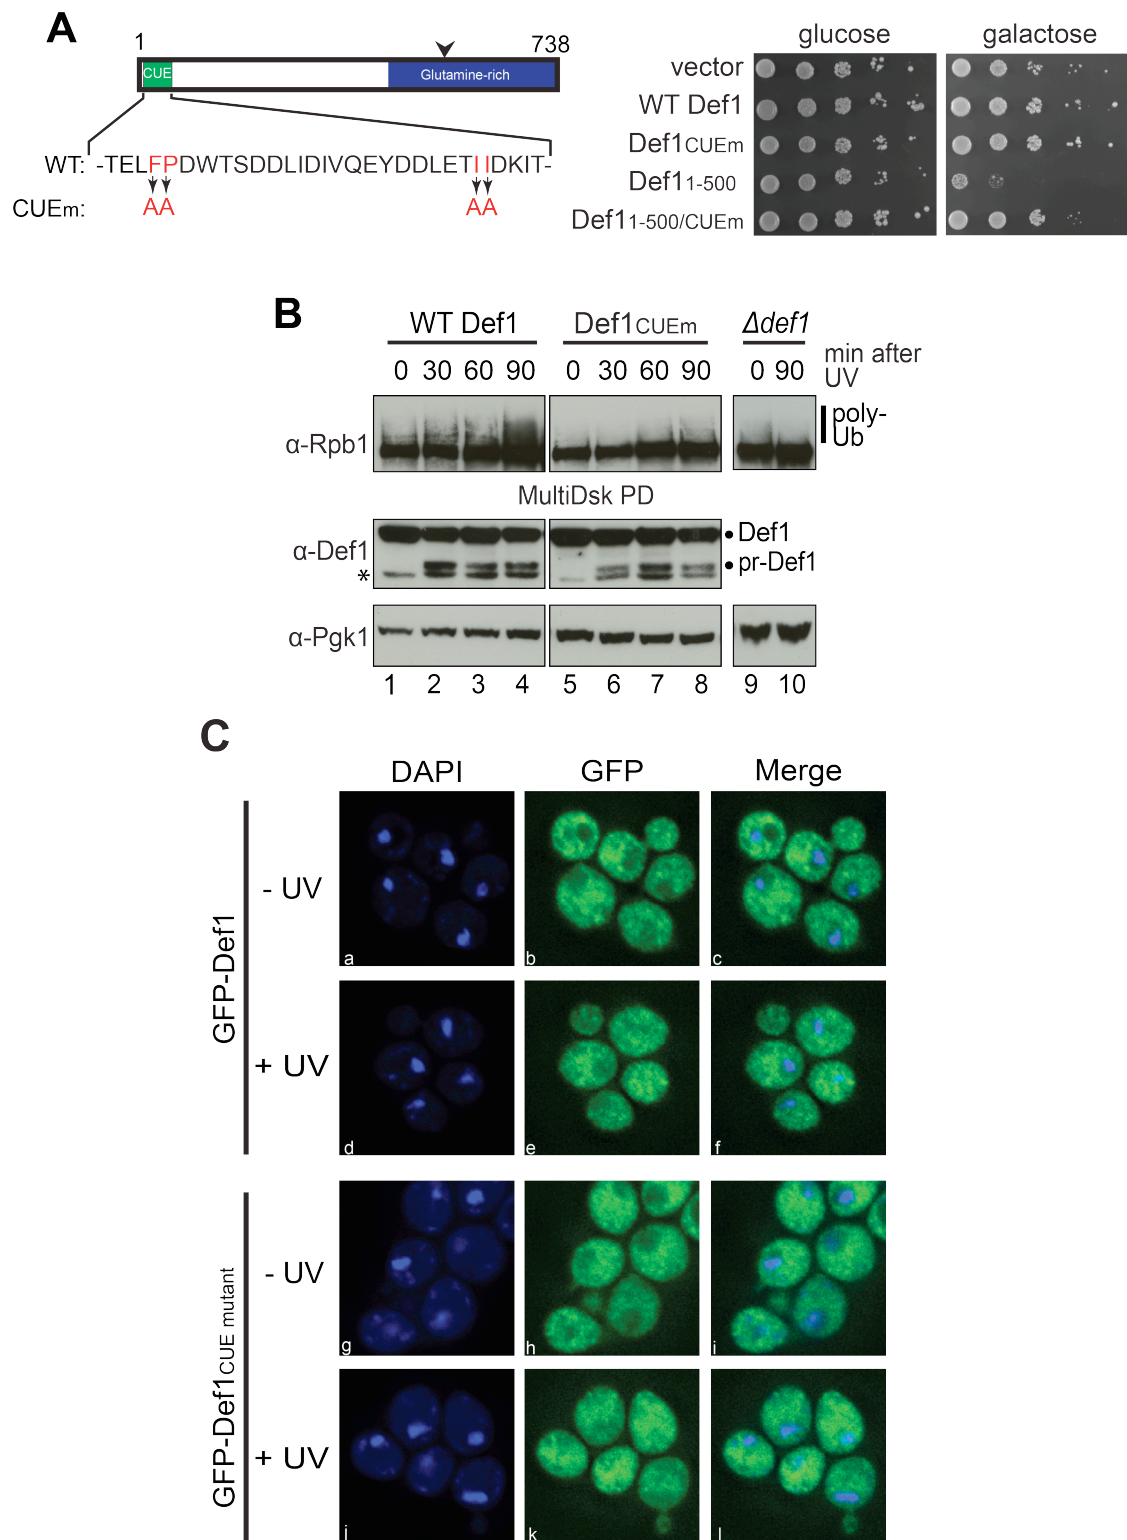 A
1
738
CUE
Glutamine-rich
WT: -TELFPDWTSDDLIDIVQEYDDLETIIDKIT-
CUEm: AA AA
glucose galactose
vector
WT Def1
Def1CUEm
Def11-500
Def11-500/CUEm
B
WT Def1 Def1CUEm Δdef1
0 30 60 90 0 30 60 90 0 90 min after UV
α-Rpb1
poly-
Ub
MultiDsk PD
α-Def1
Def1
pr-Def1
*
α-Pgk1
1 2 3 4 5 6 7 8 9 10
C
DAPI GFP Merge
GFP-Def1
- UV
a b c
+ UV
d e f
GFP-Def1CUE mutant
- UV
g h i
+ UV
j k l